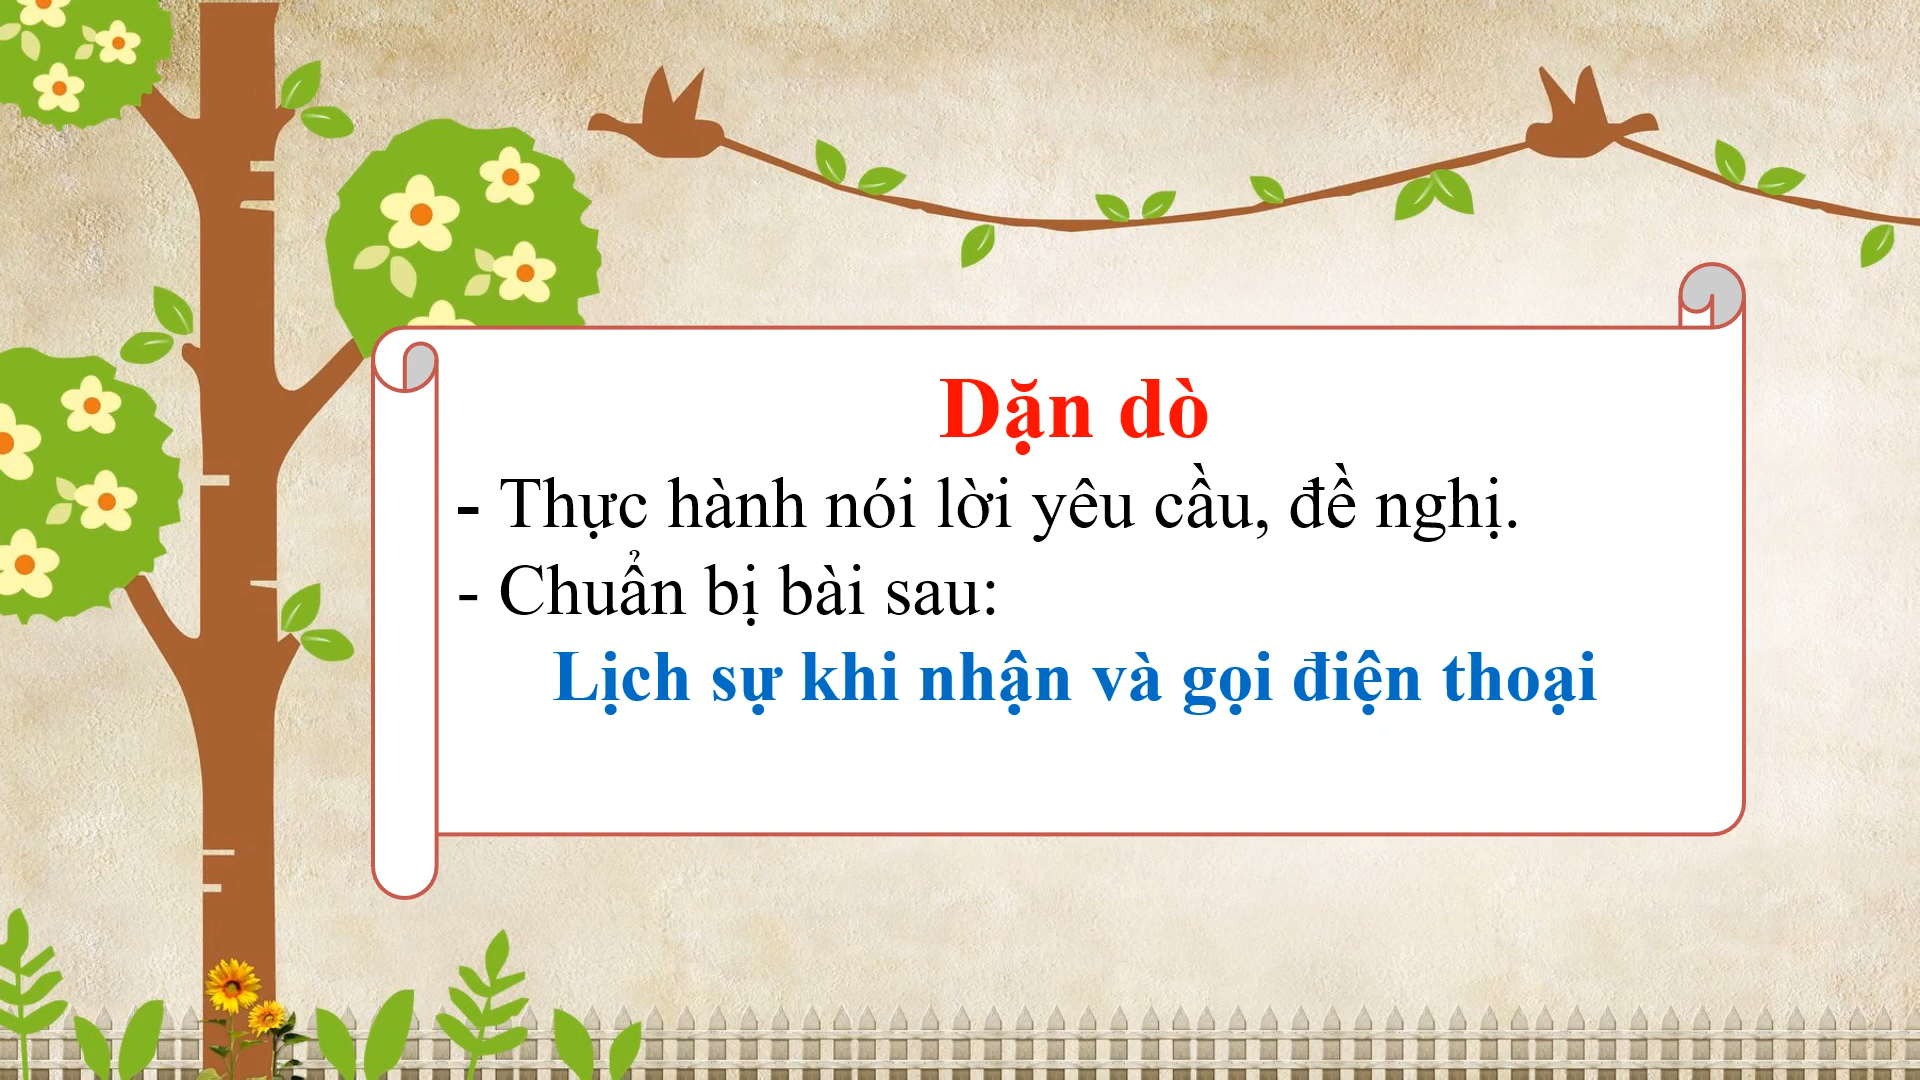 Dặn dò
- Thực hành nói lời yêu cầu, đề nghị.
- Chuẩn bị bài sau:
Lịch sự khi nhận và gọi điện thoại